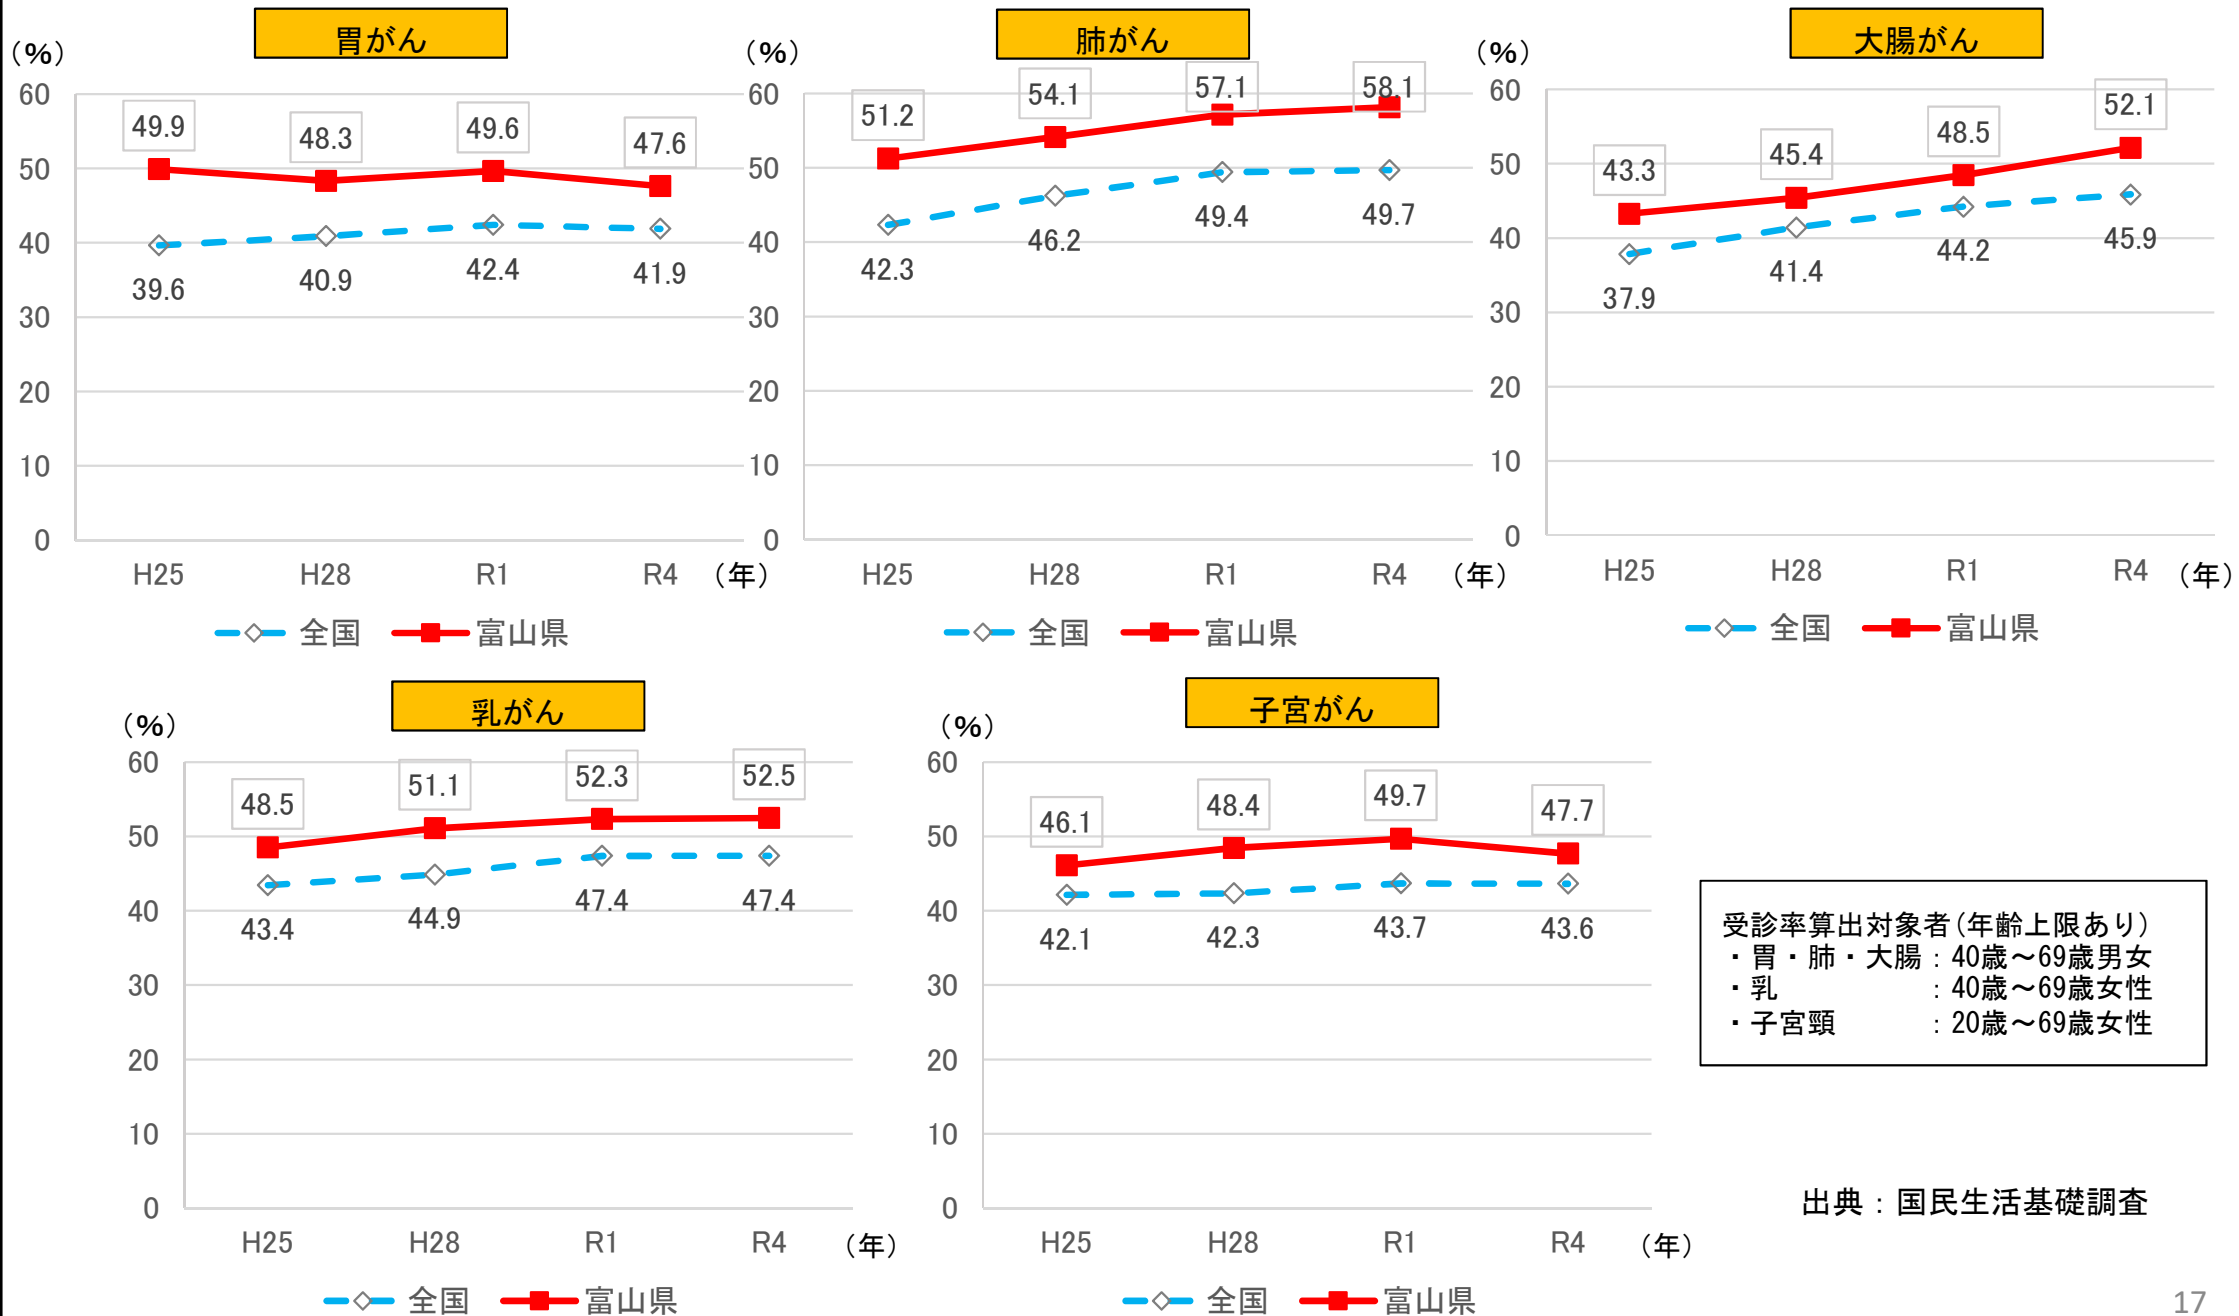 胃がん
(%)
60
50
40
30
20
10
0
49.9
48.3
49.6
47.6
39.6
40.9
42.4
41.9
H25
H28
R1
R4
(年)
全国
富山県
肺がん
(%)
60
50
40
30
20
10
0
51.2
54.1
57.1
58.1
42.3
46.2
49.4
49.7
H25
H28
R1
R4
(年)
全国
富山県
大腸がん
(%)
60
50
40
30
20
10
0
43.3
45.4
48.5
52.1
37.9
41.4
44.2
45.9
H25
H28
R1
R4
(年)
全国
富山県
乳がん
(%)
60
50
40
30
20
10
0
48.5
51.1
52.3
52.5
43.4
44.9
47.4
47.4
H25
H28
R1
R4
(年)
全国
富山県
子宮がん
(%)
60
50
40
30
20
10
0
46.1
48.4
49.7
47.7
42.1
42.3
43.7
43.6
H25
H28
R1
R4
(年)
全国
富山県
受診率算出対象者(年齢上限あり)
・胃・肺・大腸：40歳～69歳男女
・乳　　　　　：40歳～69歳女性
・子宮頸　　　：20歳～69歳女性
出典：国民生活基礎調査
17